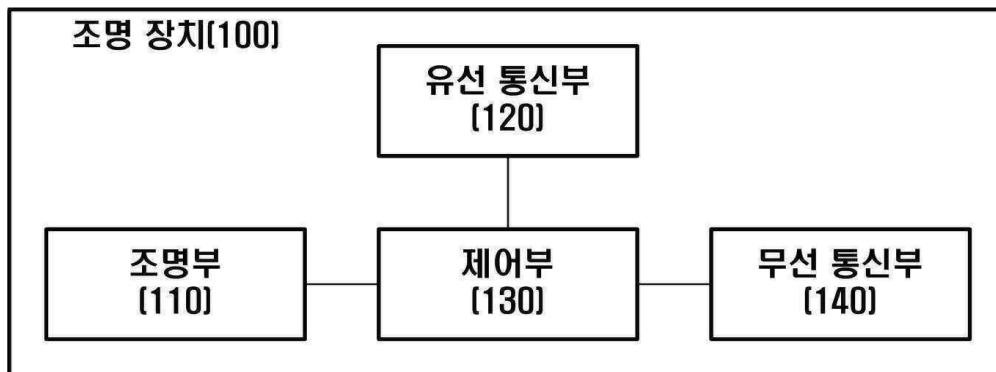 조명 장치(100)
유선 통신부
(120)
조명부
(110)
제어부
(130)
무선 통신부
(140)